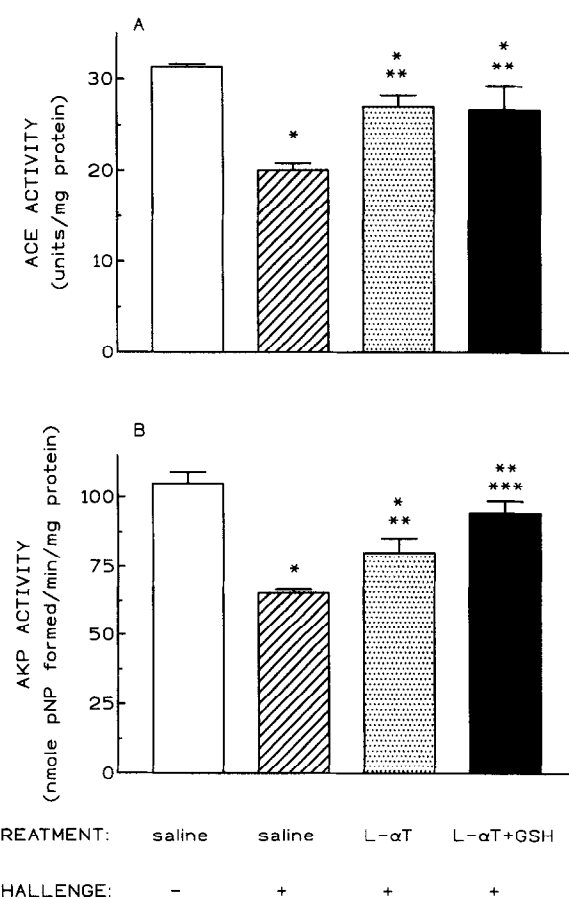 A
ACE ACTIVITY
(units/mg protein)
30
20
10
0
*
*
**
*
**
B
AKP ACTIVITY
(nmole pNP formed/min/mg protein)
100
75
50
25
0
*
*
**
**
***
REATMENT: saline saline L-αT L-αT+GSH
HALLENGE: - + + +